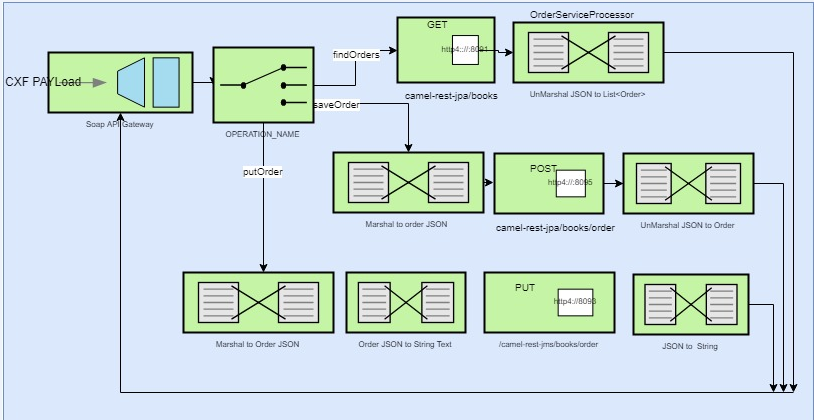 OrderServiceProcessor
GET
http4:://:8091
findOrders
CXF PAYLoad
camel-rest-jpa/books
UnMarshal JSON to List<Order>
saveOrder
Soap API Gateway
OPERATION_NAME
putOrder
POST
http4://:8095
Marshal to order JSON
camel-rest-jpa/books/order
UnMarshal JSON to Order
PUT
http4://8093
Marshal to Order JSON
Order JSON to String Text
/camel-rest-jms/books/order
JSON to String